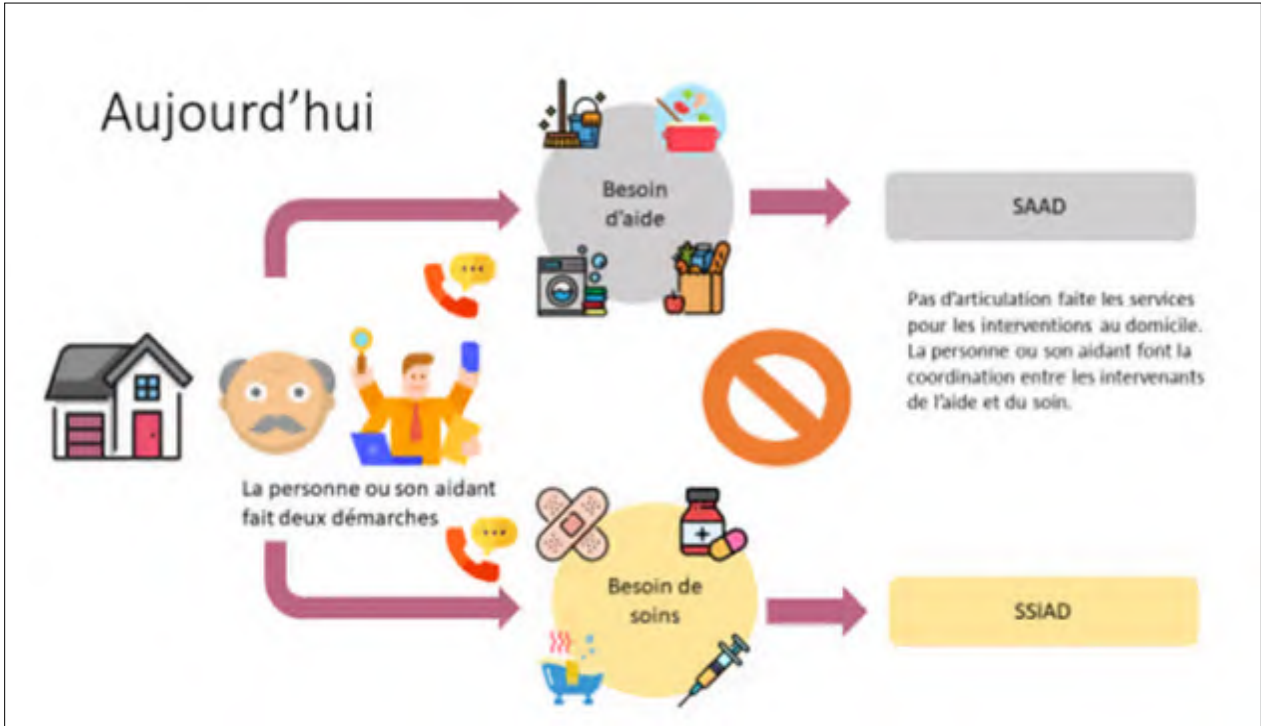 Aujourd'hui
Besoin
d'aide
SAAD
Pas d'articulation faite les services
pour les interventions au domicile.
La personne ou son aidant font la
coordination entre les intervenants
de l'aide et du soin.
La personne ou son aidant
fait deux démarches
Besoin de
soins
SSIAD